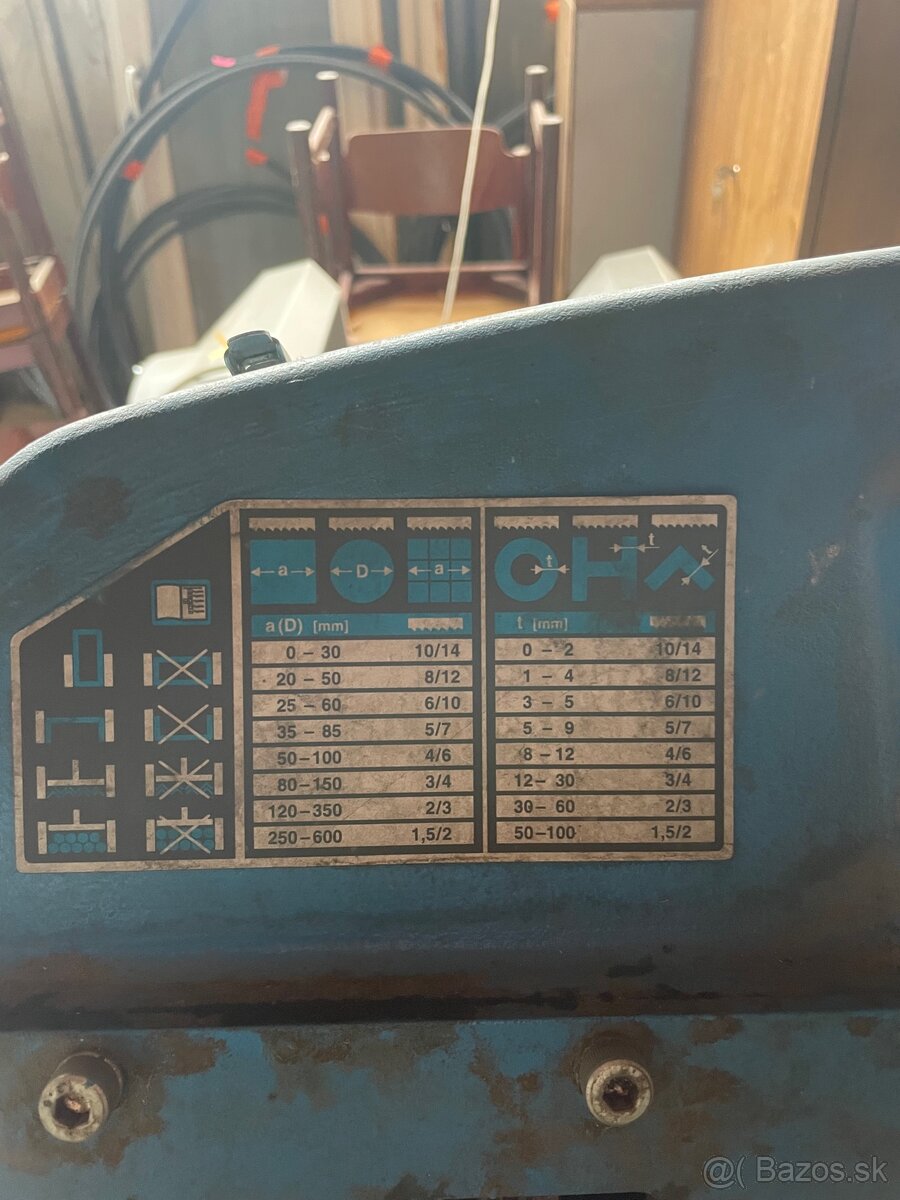 a D a t t t
a (D) [mm]
0 – 30 10/14
20 – 50 8/12
25 – 60 6/10
35 – 85 5/7
50–100 4/6
80–150 3/4
120–350 2/3
250–600 1,5/2
t [mm]
0 – 2 10/14
1 – 4 8/12
3 – 5 6/10
5 – 9 5/7
8 – 12 4/6
12– 30 3/4
30– 60 2/3
50–100 1,5/2
@( Bazos.sk